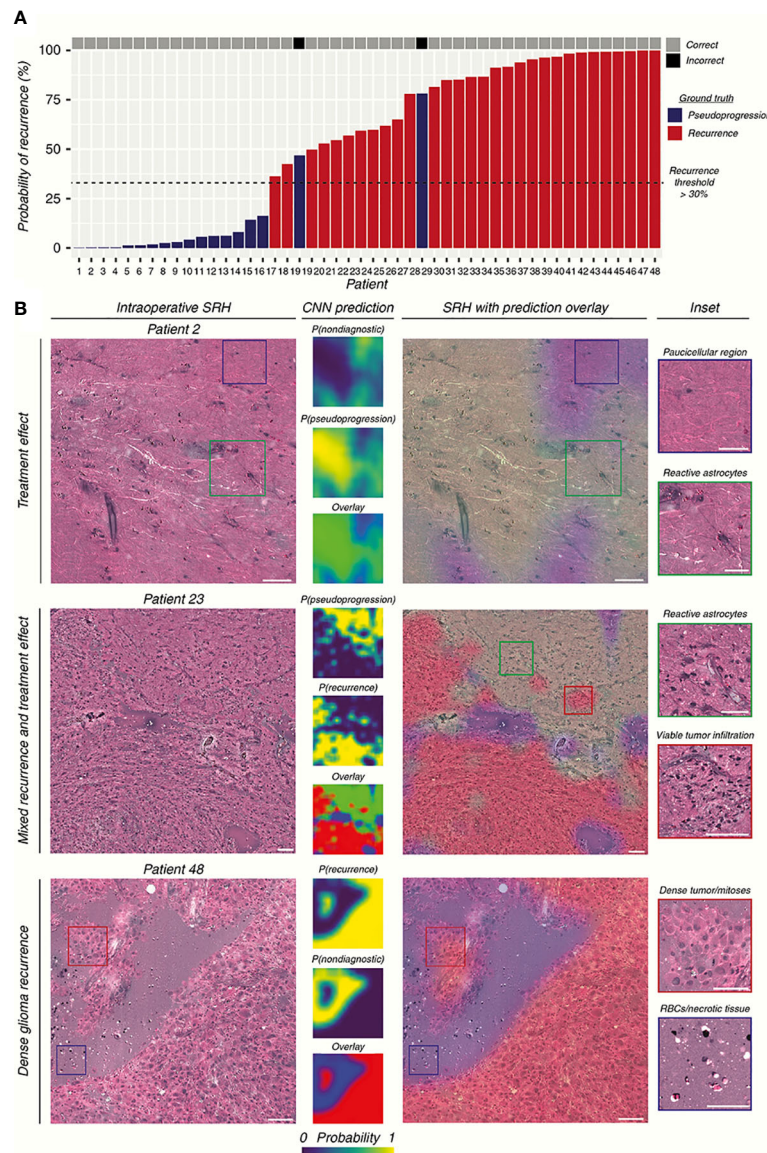 A
Probability of recurrence (%)
100
75
50
25
0
1 2 3 4 5 6 7 8 9 10 11 12 13 14 15 16 17 18 19 20 21 22 23 24 25 26 27 28 29 30 31 32 33 34 35 36 37 38 39 40 41 42 43 44 45 46 47 48
Patient
Correct
Incorrect
Ground truth
Pseudoprogression
Recurrence
Recurrence
threshold
> 30%
B
Intraoperative SRH
CNN prediction
SRH with prediction overlay
Inset
Treatment effect
Patient 2
P(nondiagnostic)
P(pseudoprogression)
Overlay
Paucicellular region
Reactive astrocytes
Mixed recurrence and treatment effect
Patient 23
P(pseudoprogression)
P(recurrence)
Overlay
Reactive astrocytes
Viable tumor infiltration
Dense glioma recurrence
Patient 48
P(recurrence)
P(nondiagnostic)
Overlay
Dense tumor/mitoses
RBCs/necrotic tissue
0 Probability 1